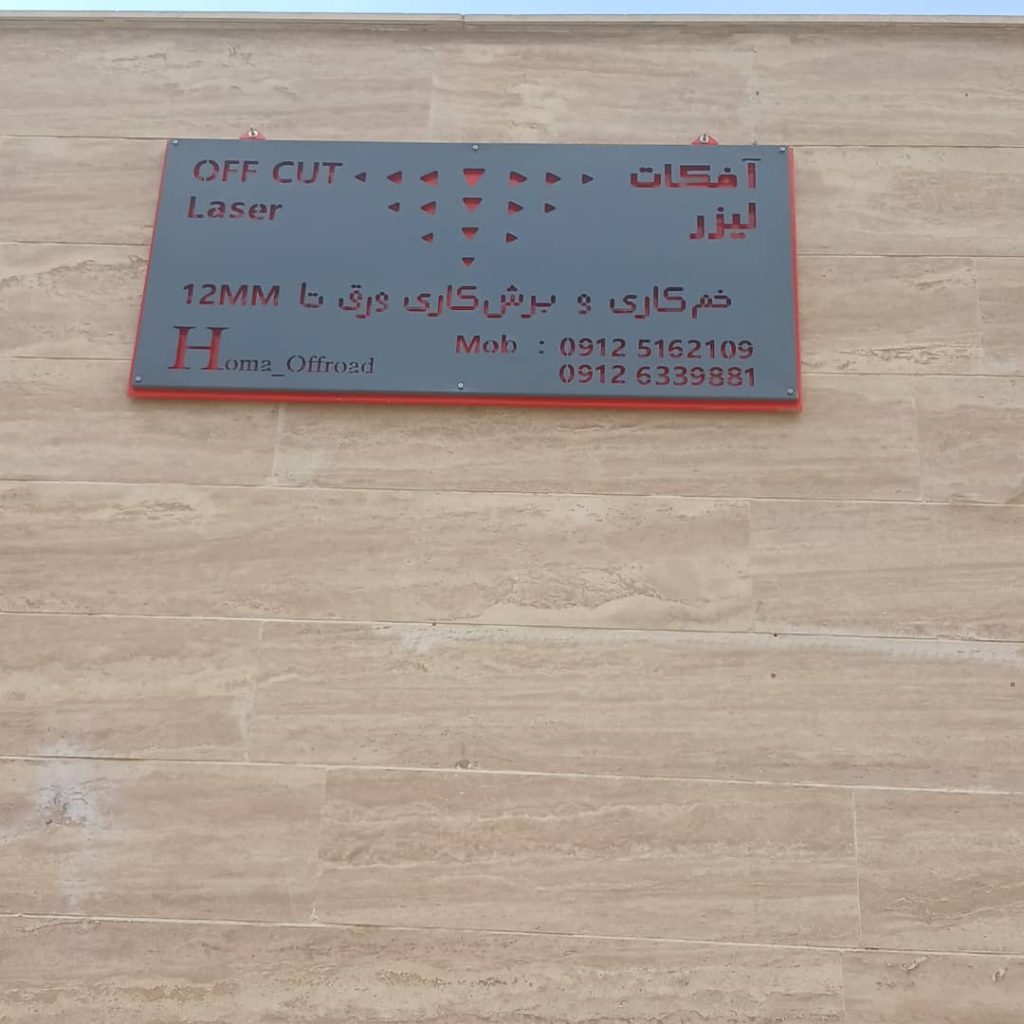 OFF CUT
Laser
آفکات
لیزر
خم‌کاری و برش‌کاری ورق تا 12MM
Homa_Offroad
Mob : 0912 5162109
0912 6339881